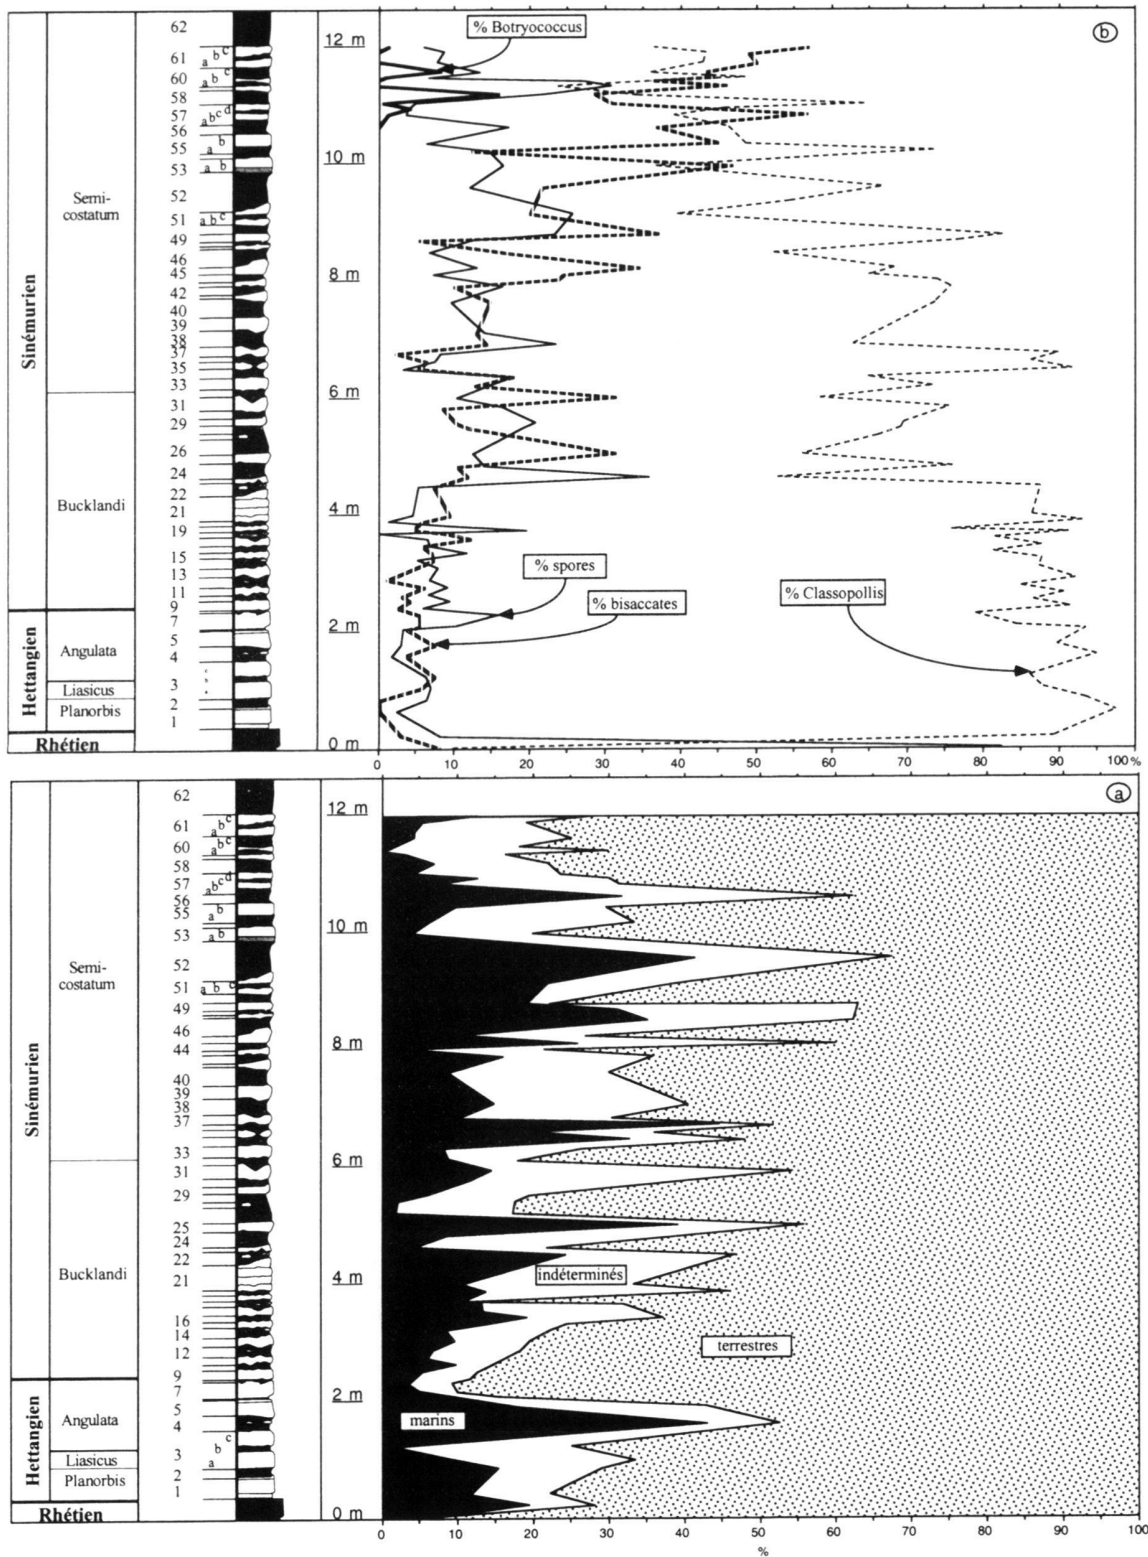 b
% Botryococcus
% spores
% bisaccates
% Classopollis
Sinémurien
Hettangien
Rhétien
Semi-
costatum
Bucklandi
Angulata
Liasicus
Planorbis
62
61 a b c
60 a b c
58
57 a b c d
56
55 a b
53 a b
52
51 a b c
49
46
45
42
40
39
38
37
35
33
31
29
26
24
22
21
19
15
13
11
9
7
5
4
3
2
1
12 m
10 m
8 m
6 m
4 m
2 m
0 m
0 10 20 30 40 50 60 70 80 90 100 %
a
indéterminés
terrestres
marins
Sinémurien
Hettangien
Rhétien
Semi-
costatum
Bucklandi
Angulata
Liasicus
Planorbis
62
61 a b c
60 a b c
58
57 a b c d
56
55 a b
53 a b
52
51 a b c
49
46
44
40
39
38
37
33
31
29
25
24
22
21
16
14
12
9
7
5
4
3 a b c
2
1
12 m
10 m
8 m
6 m
4 m
2 m
0 m
0 10 20 30 40 50 60 70 80 90 100
%